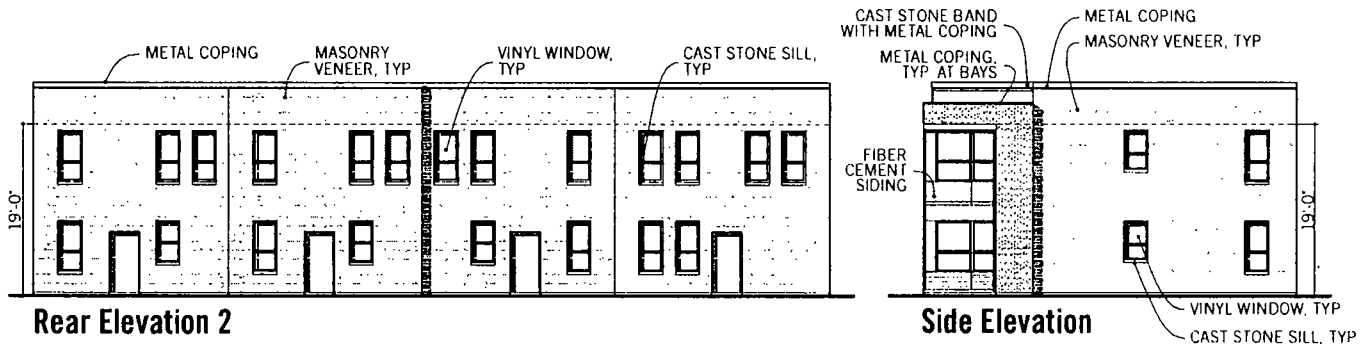 METAL COPING
MASONRY
VENEER, TYP
VINYL WINDOW,
TYP
CAST STONE SILL,
TYP
19'-0"
Rear Elevation 2
CAST STONE BAND
WITH METAL COPING
METAL COPING,
TYP AT BAYS
METAL COPING
MASONRY VENEER, TYP
FIBER
CEMENT
SIDING
19'-0"
VINYL WINDOW, TYP
CAST STONE SILL, TYP
Side Elevation